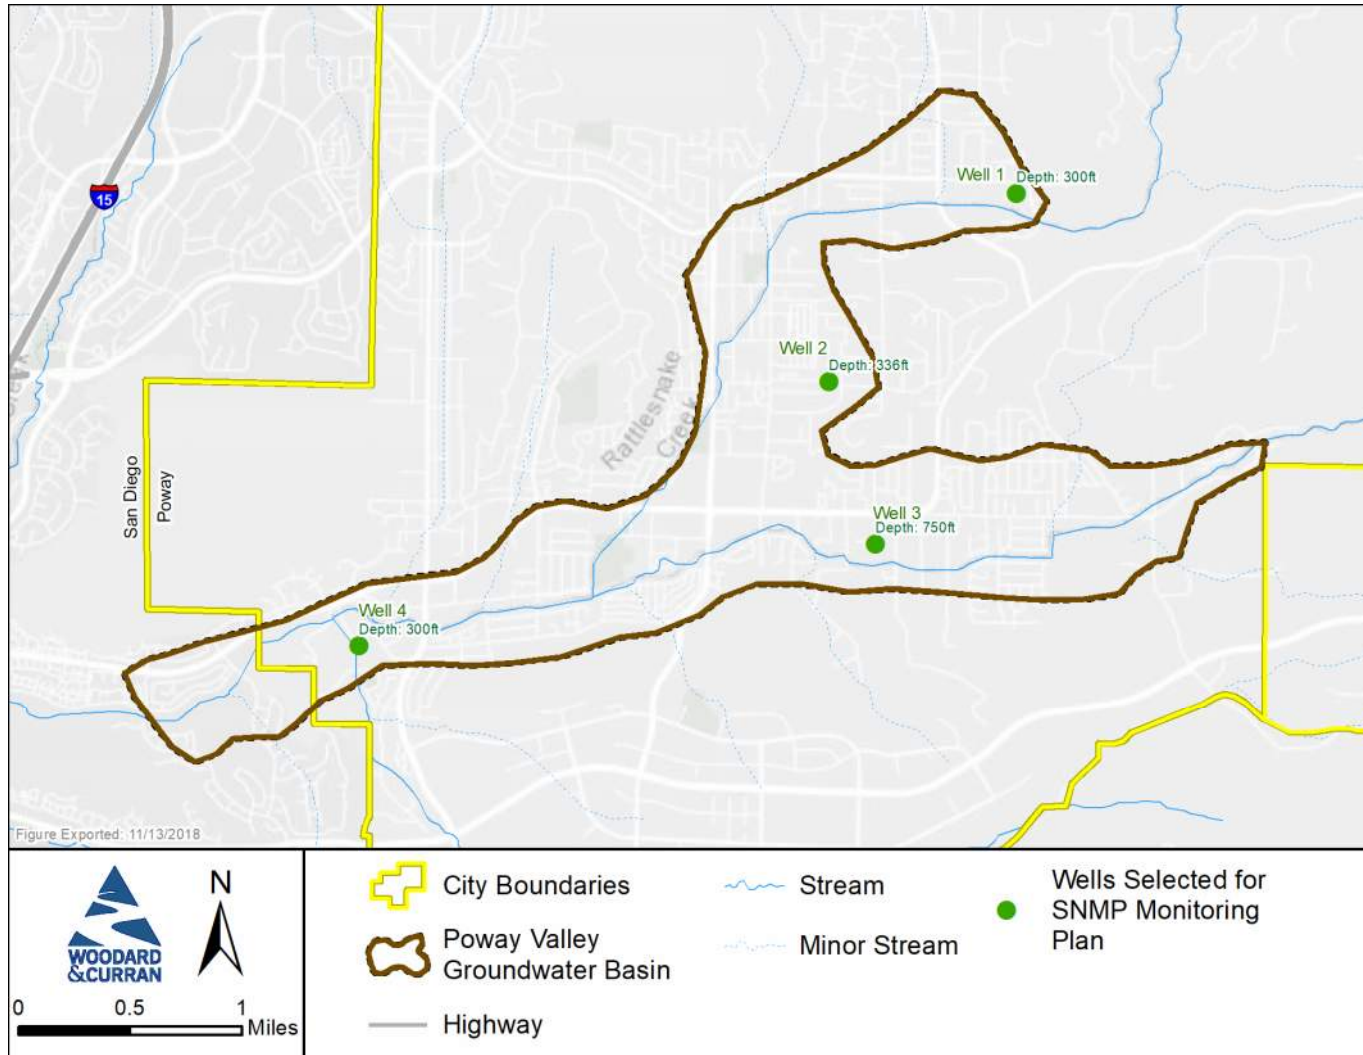 15
Well 1
Depth: 300ft
Well 2
Depth: 336ft
Rattlesnake
Creek
San Diego
Poway
Well 3
Depth: 750ft
Well 4
Depth: 300ft
Figure Exported: 11/13/2018
WOODARD
&CURRAN
N
0 0.5 1
Miles
City Boundaries
Poway Valley
Groundwater Basin
Highway
Stream
Minor Stream
Wells Selected for
SNMP Monitoring
Plan